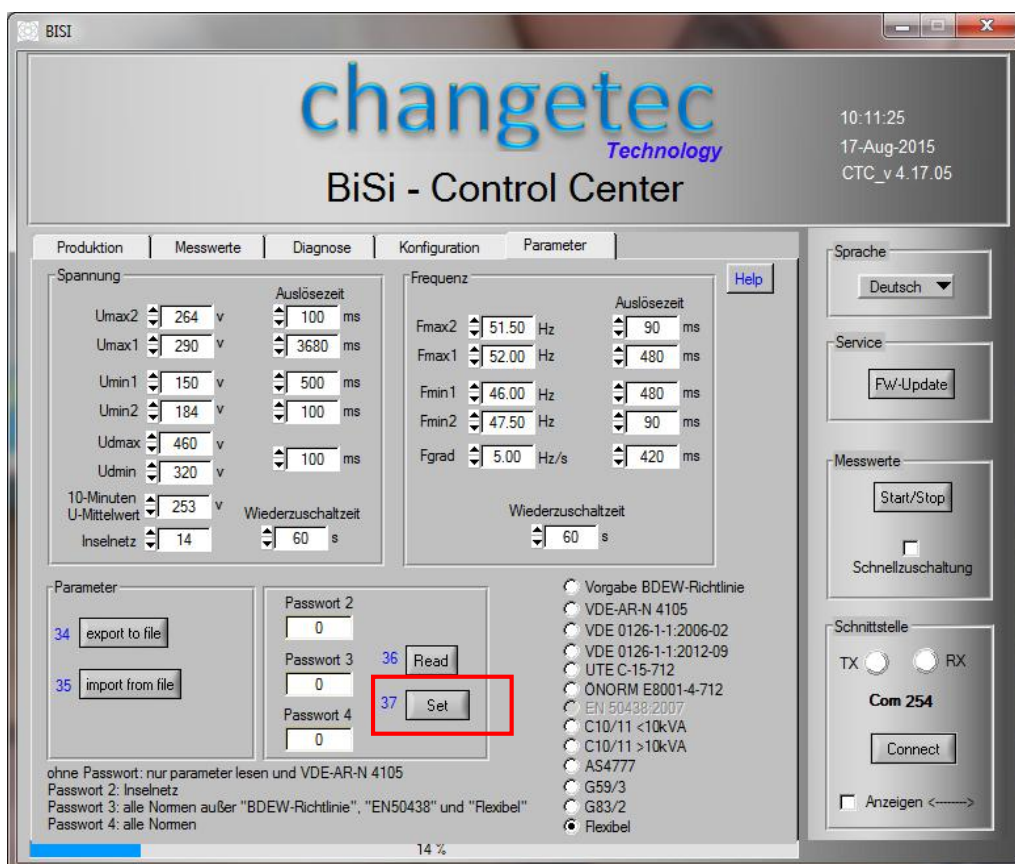 BISI
changetec
Technology
BiSi - Control Center
10:11:25
17-Aug-2015
CTC_v 4.17.05
Produktion Messwerte Diagnose Konfiguration Parameter
Spannung
Auslösezeit
Umax2 264 v 100 ms
Umax1 290 v 3680 ms
Umin1 150 v 500 ms
Umin2 184 v 100 ms
Udmax 460 v
100 ms
Udmin 320 v
10-Minuten
U-Mittelwert 253 v
Wiederzuschaltzeit
Inselnetz 14 60 s
Frequenz
Auslösezeit
Fmax2 51.50 Hz 90 ms
Fmax1 52.00 Hz 480 ms
Fmin1 46.00 Hz 480 ms
Fmin2 47.50 Hz 90 ms
Fgrad 5.00 Hz/s 420 ms
Wiederzuschaltzeit
60 s
Help
Parameter
34 export to file
35 import from file
Passwort 2
0
Passwort 3
0
Passwort 4
0
36 Read
37 Set
Vorgabe BDEW-Richtlinie
VDE-AR-N 4105
VDE 0126-1-1:2006-02
VDE 0126-1-1:2012-09
UTE C-15-712
ÖNORM E8001-4-712
EN 50438:2007
C10/11 <10kVA
C10/11 >10kVA
AS4777
G59/3
G83/2
Flexibel
ohne Passwort: nur parameter lesen und VDE-AR-N 4105
Passwort 2: Inselnetz
Passwort 3: alle Normen außer "BDEW-Richtlinie", "EN50438" und "Flexibel"
Passwort 4: alle Normen
14 %
Sprache
Deutsch
Service
FW-Update
Messwerte
Start/Stop
Schnellzuschaltung
Schnittstelle
TX RX
Com 254
Connect
Anzeigen <------->